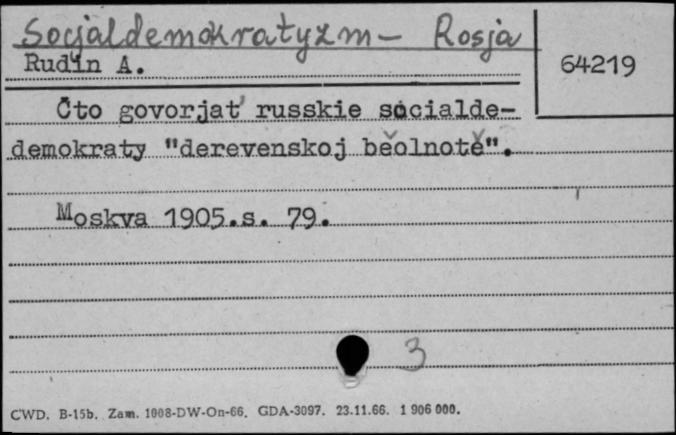 Socjaldemokratyzm - Rosja
Rudin A.
64219
Čto govorjat' russkie socialde-
demokraty "derevenskoj běolnotě".
Moskva 1905.s. 79.
3
CWD. B-15b. Zam. 1008-DW-On-66. GDA-3097. 23.11.66. 1 906 000.